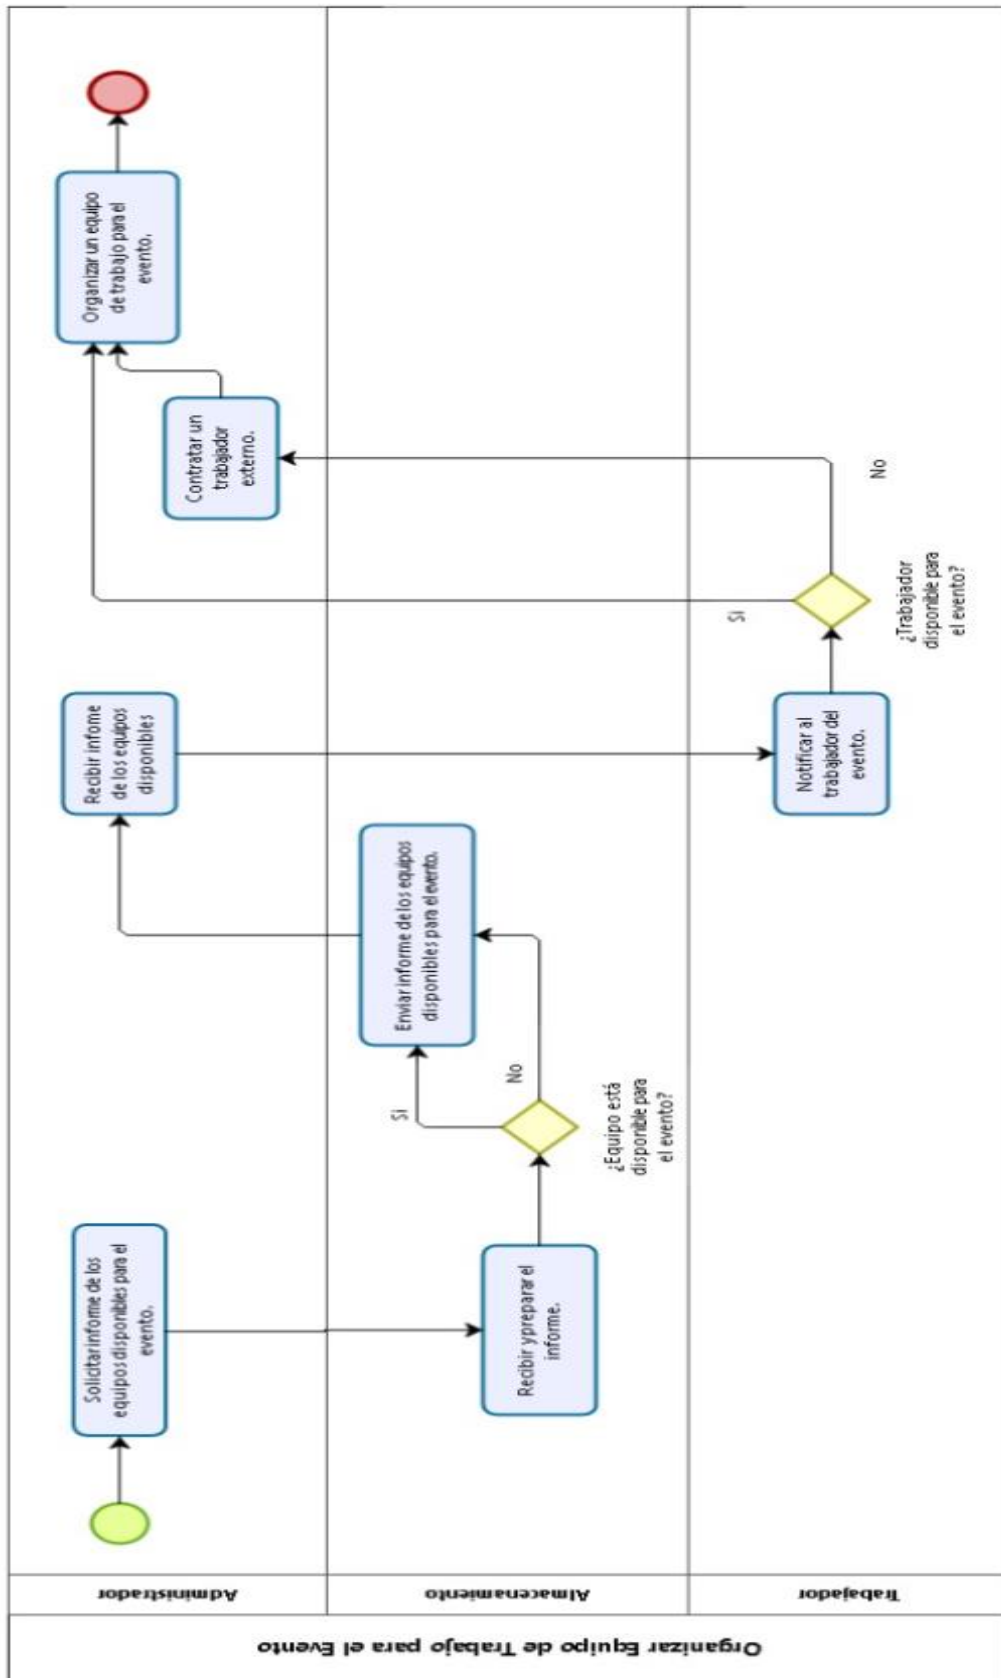 Organizar Equipo de Trabajo para el Evento
Administrador
Almacenamiento
Trabajador
Solicitar informe de los
equipos disponibles para el
evento.
Recibir y preparar el
informe.
¿Equipo está
disponible para
el evento?
Si
No
Enviar informe de los equipos
disponibles para el evento.
Recibir infome
de los equipos
disponibles
Notificar al
trabajador del
evento.
¿Trabajador
disponible para
el evento?
Si
No
Contratar un
trabajador
externo.
Organizar un equipo
de trabajo para el
evento.